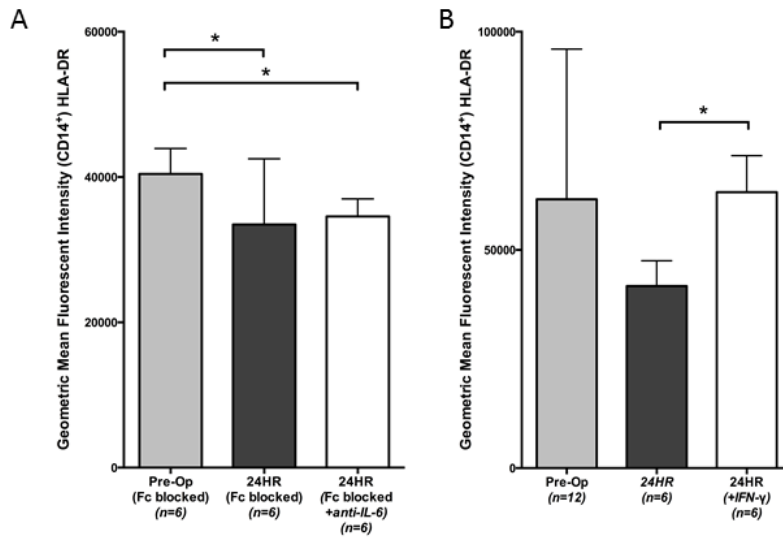 A
Geometric Mean Fluorescent Intensity (CD14⁺) HLA-DR
60000
40000
20000
0
*
*
Pre-Op
(Fc blocked)
(n=6)
24HR
(Fc blocked)
(n=6)
24HR
(Fc blocked
+anti-IL-6)
(n=6)
B
Geometric Mean Fluorescent Intensity (CD14⁺) HLA-DR
100000
50000
0
*
Pre-Op
(n=12)
24HR
(n=6)
24HR
(+IFN-γ)
(n=6)